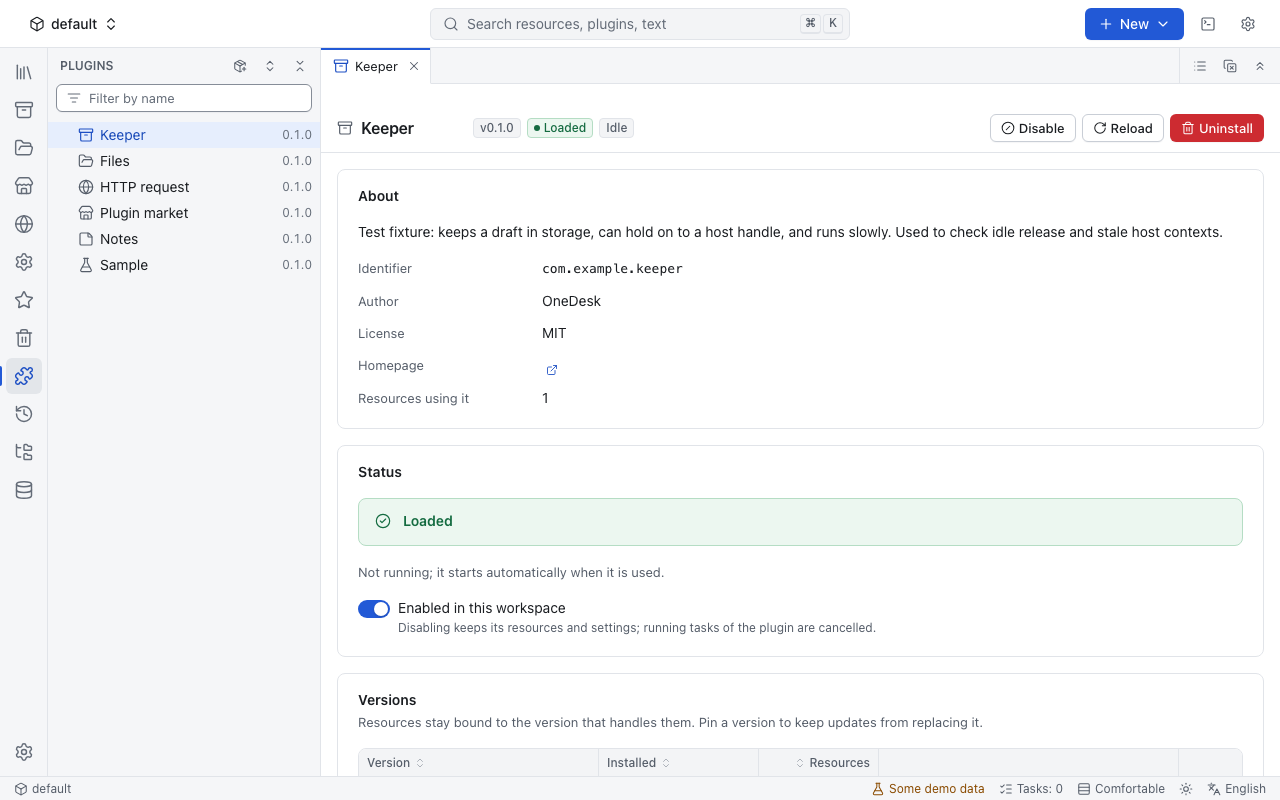 default
Search resources, plugins, text
⌘ K
New
PLUGINS
Filter by name
Keeper 0.1.0
Files 0.1.0
HTTP request 0.1.0
Plugin market 0.1.0
Notes 0.1.0
Sample 0.1.0
Keeper
Keeper
v0.1.0
Loaded
Idle
Disable
Reload
Uninstall
About
Test fixture: keeps a draft in storage, can hold on to a host handle, and runs slowly. Used to check idle release and stale host contexts.
Identifier com.example.keeper
Author OneDesk
License MIT
Homepage
Resources using it 1
Status
Loaded
Not running; it starts automatically when it is used.
Enabled in this workspace
Disabling keeps its resources and settings; running tasks of the plugin are cancelled.
Versions
Resources stay bound to the version that handles them. Pin a version to keep updates from replacing it.
Version Installed Resources
default
Some demo data
Tasks: 0
Comfortable
English